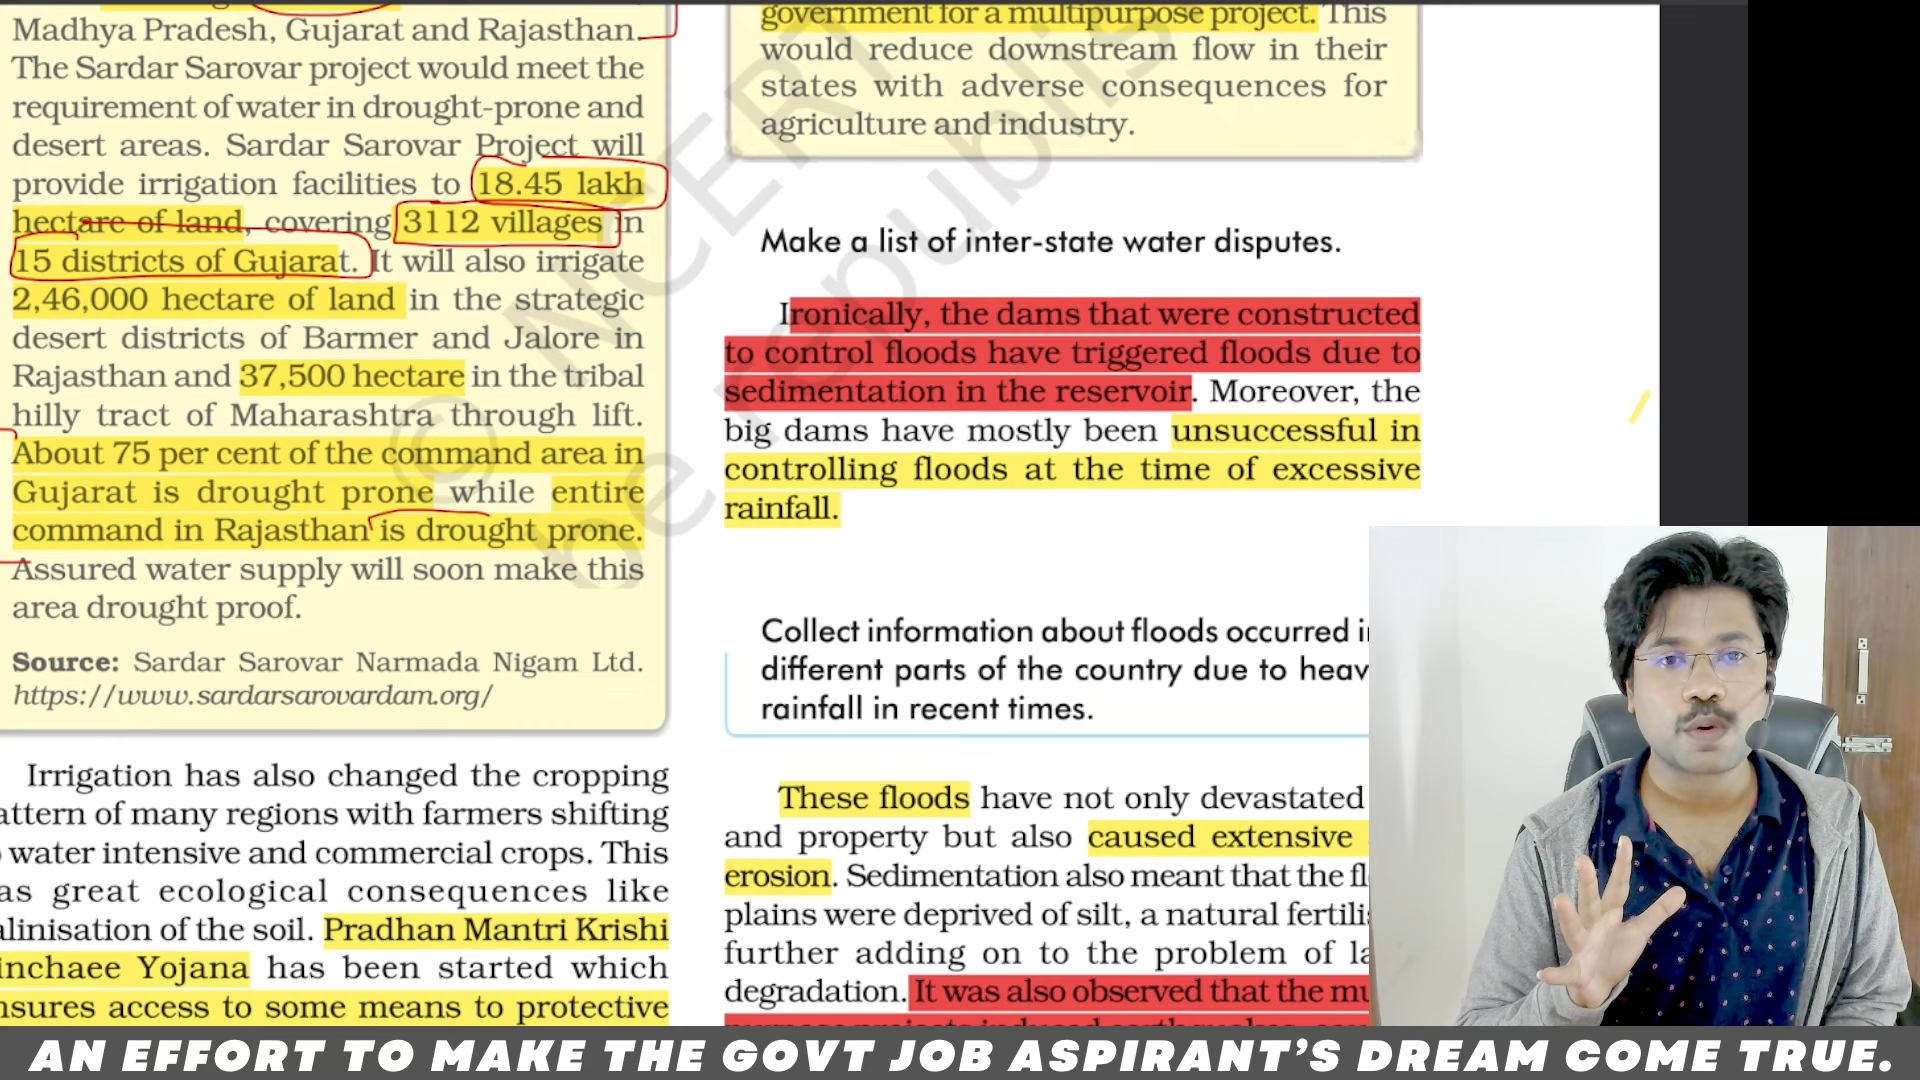 Madhya Pradesh, Gujarat and Rajasthan.
The Sardar Sarovar project would meet the
requirement of water in drought-prone and
desert areas. Sardar Sarovar Project will
provide irrigation facilities to 18.45 lakh
hectare of land, covering 3112 villages in
15 districts of Gujarat. It will also irrigate
2,46,000 hectare of land in the strategic
desert districts of Barmer and Jalore in
Rajasthan and 37,500 hectare in the tribal
hilly tract of Maharashtra through lift.
About 75 per cent of the command area in
Gujarat is drought prone while entire
command in Rajasthan is drought prone.
Assured water supply will soon make this
area drought proof.
Source: Sardar Sarovar Narmada Nigam Ltd.
https://www.sardarsarovardam.org/
Irrigation has also changed the cropping
attern of many regions with farmers shifting
water intensive and commercial crops. This
as great ecological consequences like
alinisation of the soil. Pradhan Mantri Krishi
inchaee Yojana has been started which
nsures access to some means to protective
government for a multipurpose project. This
would reduce downstream flow in their
states with adverse consequences for
agriculture and industry.
Make a list of inter-state water disputes.
Ironically, the dams that were constructed
to control floods have triggered floods due to
sedimentation in the reservoir. Moreover, the
big dams have mostly been unsuccessful in
controlling floods at the time of excessive
rainfall.
Collect information about floods occurred i
different parts of the country due to heav
rainfall in recent times.
These floods have not only devastated
and property but also caused extensive
erosion. Sedimentation also meant that the fl
plains were deprived of silt, a natural fertili
further adding on to the problem of la
degradation. It was also observed that the mu
© NCERT
be republis
AN EFFORT TO MAKE THE GOVT JOB ASPIRANT'S DREAM COME TRUE.